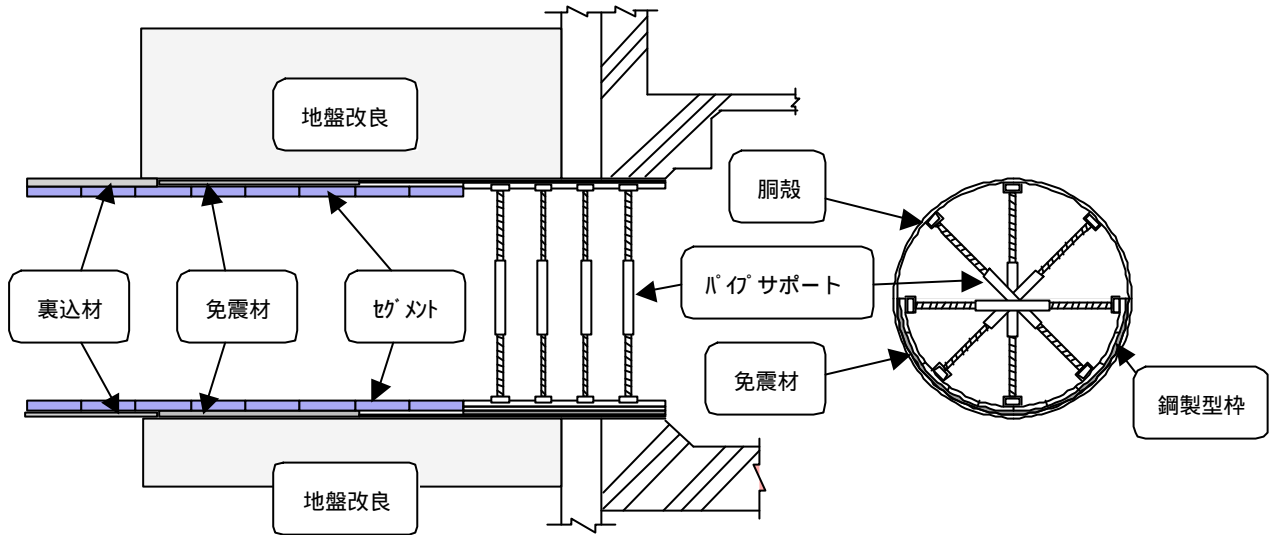 地盤改良
胴殻
裏込材
免震材
ｾｸﾞﾒﾝﾄ
ﾊﾟｲﾌﾟサポート
免震材
鋼製型枠
地盤改良